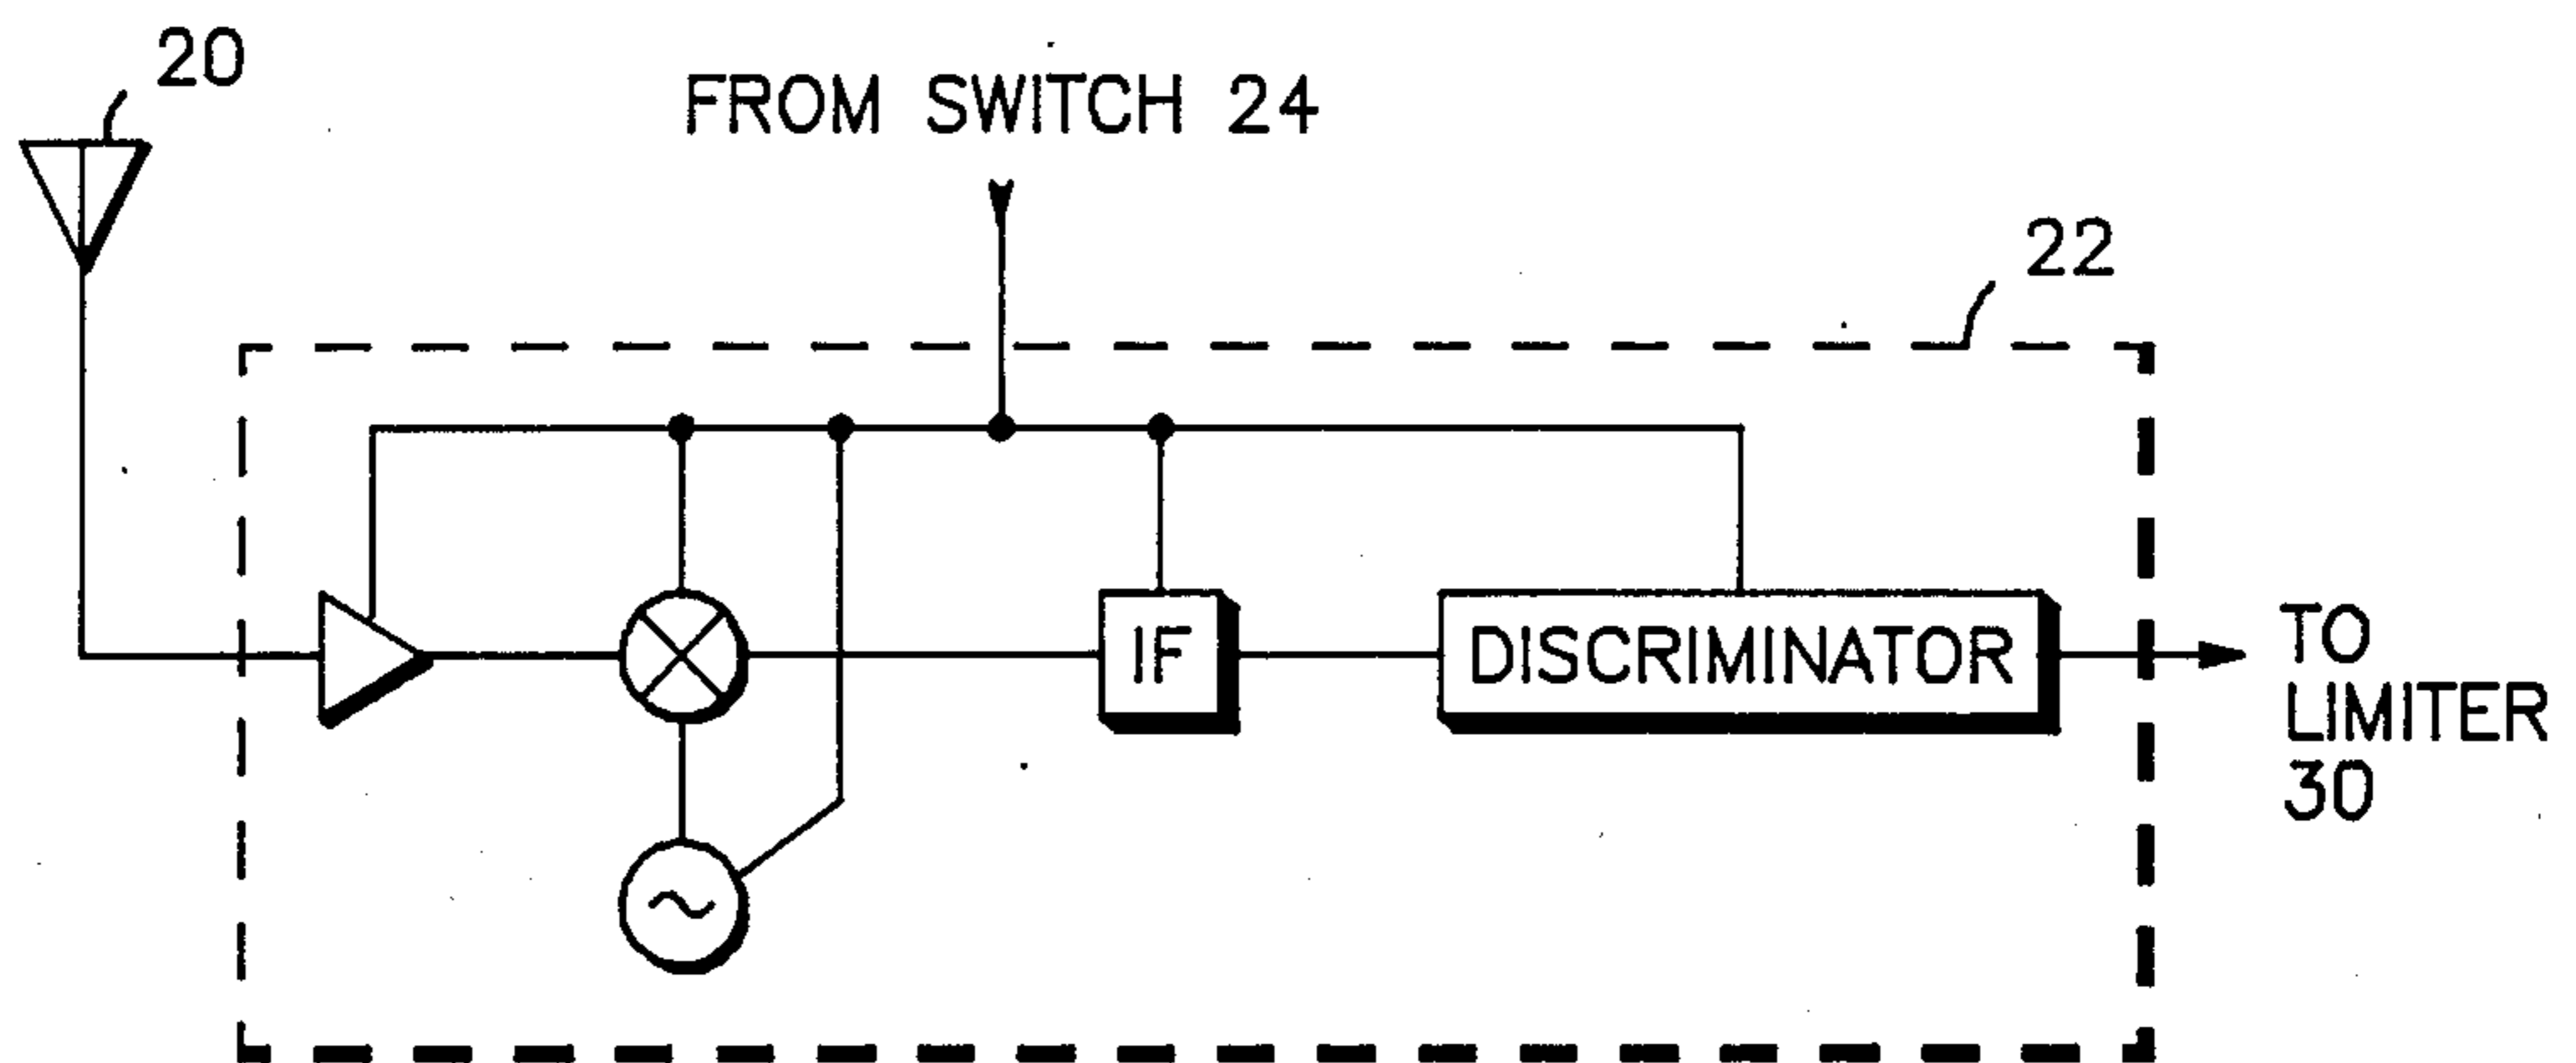 20
FROM SWITCH 24
22
IF
DISCRIMINATOR
TO
LIMITER
30